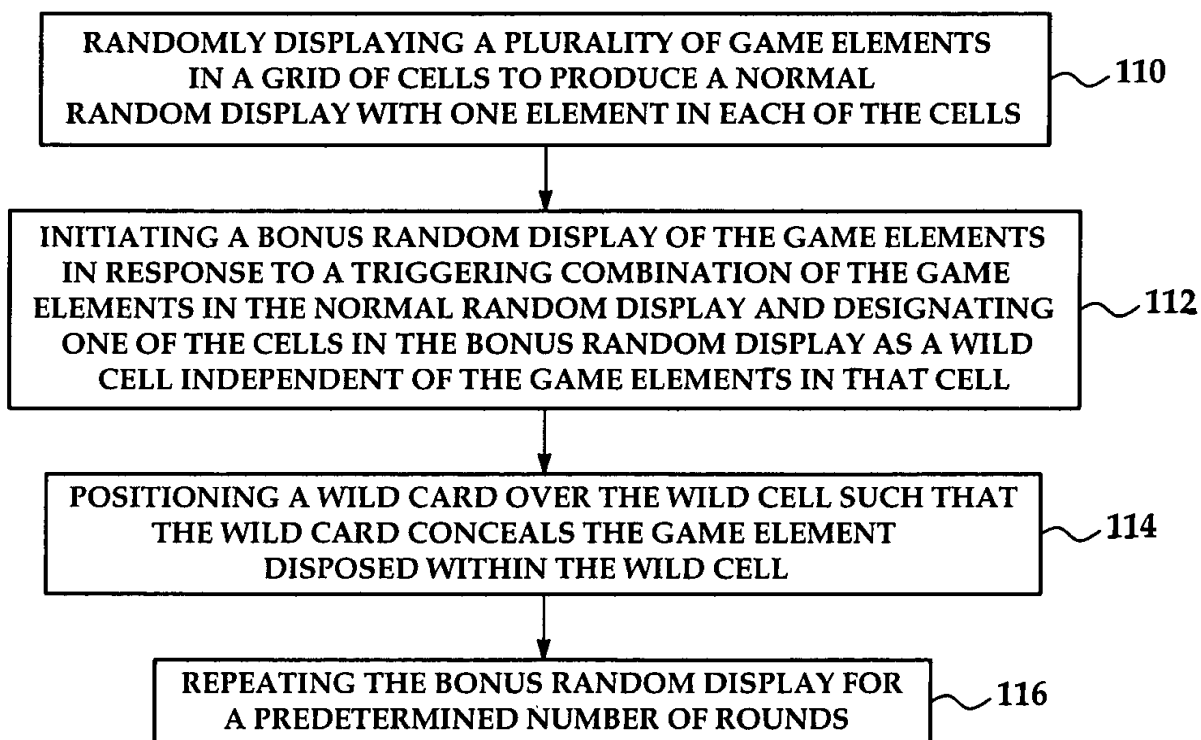 RANDOMLY DISPLAYING A PLURALITY OF GAME ELEMENTS
IN A GRID OF CELLS TO PRODUCE A NORMAL
RANDOM DISPLAY WITH ONE ELEMENT IN EACH OF THE CELLS
110
INITIATING A BONUS RANDOM DISPLAY OF THE GAME ELEMENTS
IN RESPONSE TO A TRIGGERING COMBINATION OF THE GAME
ELEMENTS IN THE NORMAL RANDOM DISPLAY AND DESIGNATING
ONE OF THE CELLS IN THE BONUS RANDOM DISPLAY AS A WILD
CELL INDEPENDENT OF THE GAME ELEMENTS IN THAT CELL
112
POSITIONING A WILD CARD OVER THE WILD CELL SUCH THAT
THE WILD CARD CONCEALS THE GAME ELEMENT
DISPOSED WITHIN THE WILD CELL
114
REPEATING THE BONUS RANDOM DISPLAY FOR
A PREDETERMINED NUMBER OF ROUNDS
116